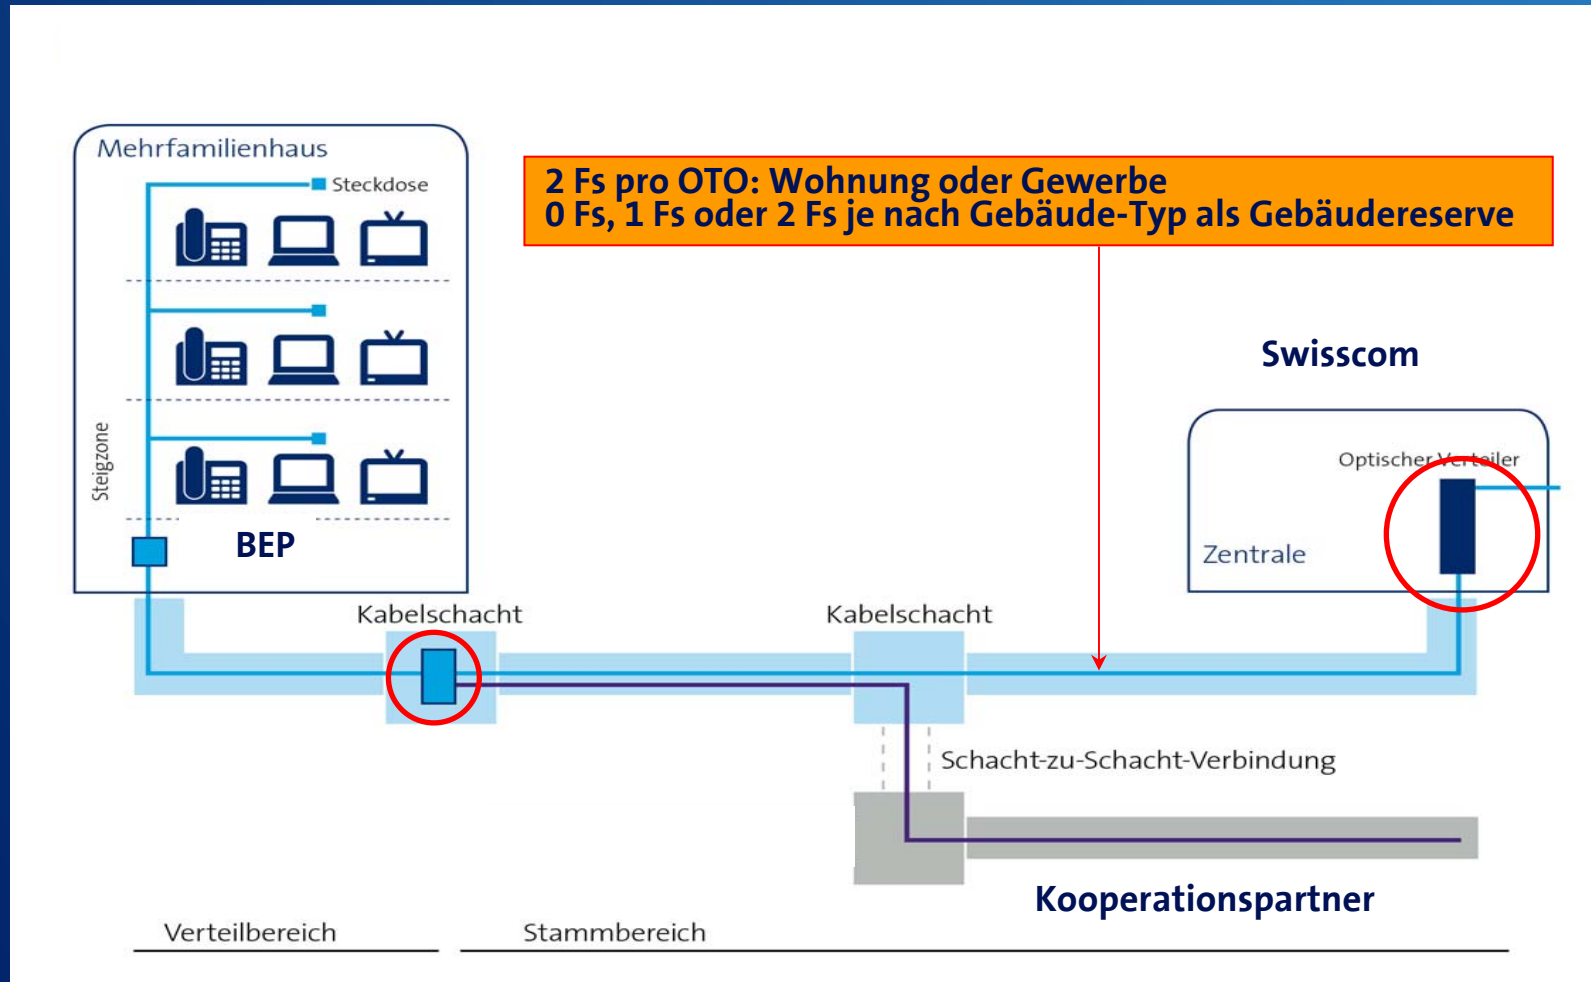 Mehrfamilienhaus
Steckdose
2 Fs pro OTO: Wohnung oder Gewerbe
0 Fs, 1 Fs oder 2 Fs je nach Gebäude-Typ als Gebäudereserve
Swisscom
Steigzone
Optischer Verteiler
BEP
Zentrale
Kabelschacht
Kabelschacht
Schacht-zu-Schacht-Verbindung
Kooperationspartner
Verteilbereich
Stammbereich